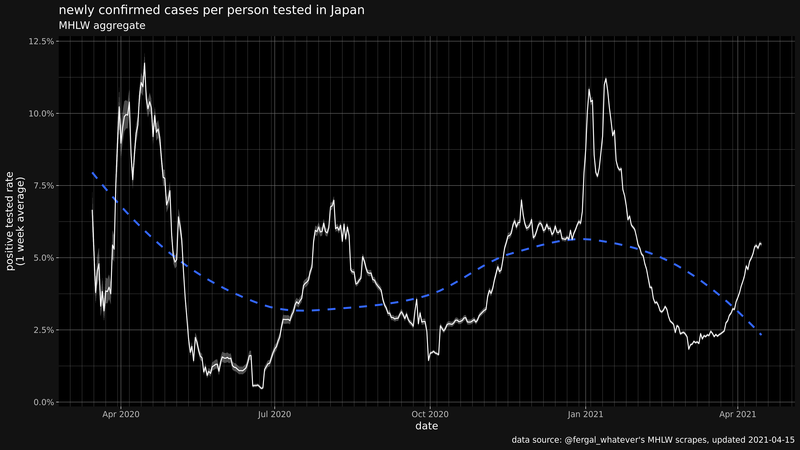 newly confirmed cases per person tested in Japan
MHLW aggregate
12.5%
10.0%
7.5%
5.0%
2.5%
0.0%
positive tested rate
(1 week average)
Apr 2020
Jul 2020
Oct 2020
Jan 2021
Apr 2021
date
data source: @fergal_whatever's MHLW scrapes, updated 2021-04-15